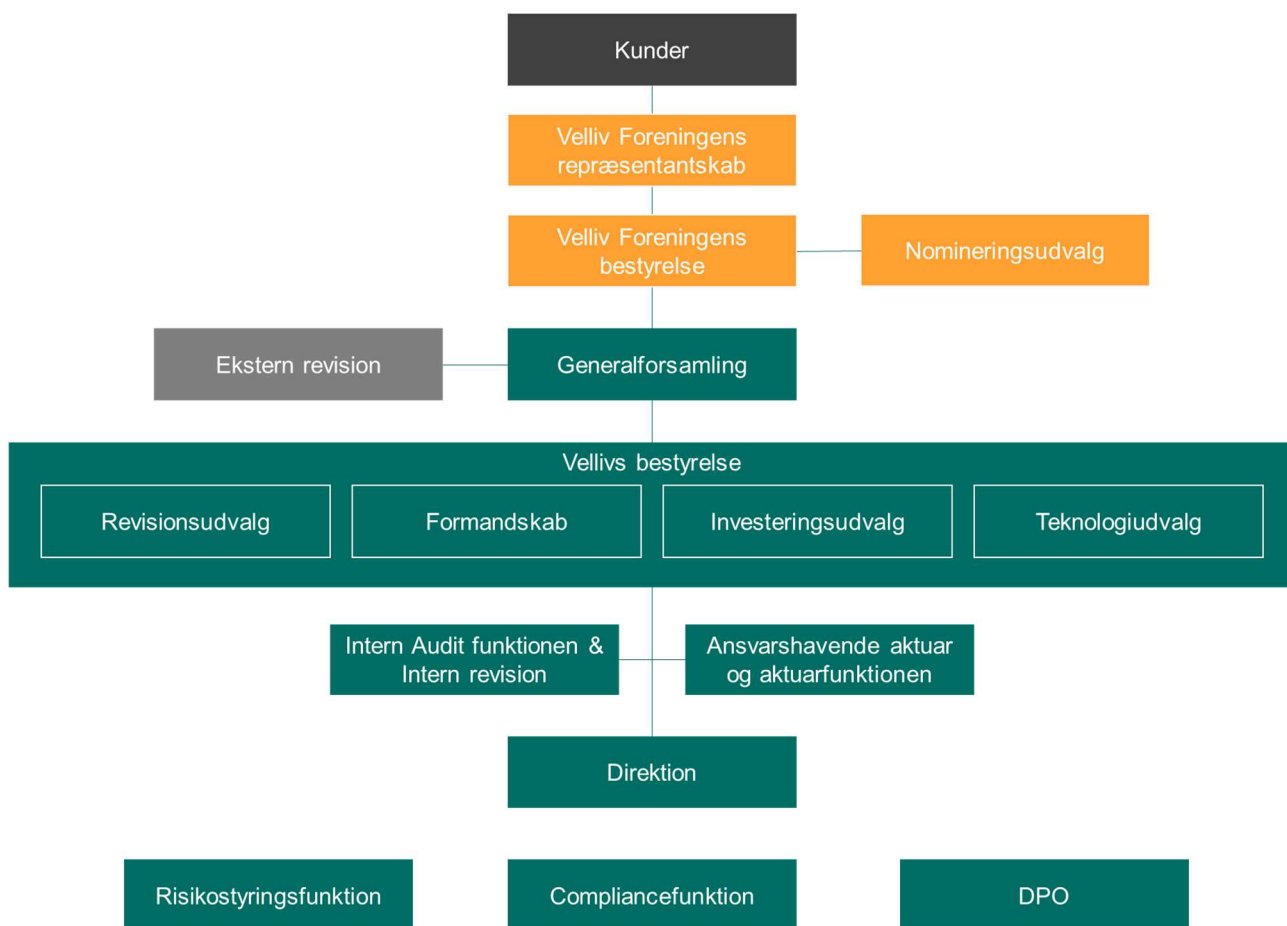 Kunder
Velliv Foreningens
repræsentantskab
Velliv Foreningens
bestyrelse
Nomineringsudvalg
Ekstern revision
Generalforsamling
Vellivs bestyrelse
Revisionsudvalg
Formandskab
Investeringsudvalg
Teknologiudvalg
Intern Audit funktionen &
Intern revision
Ansvarshavende aktuar
og aktuarfunktionen
Direktion
Risikostyringsfunktion
Compliancefunktion
DPO